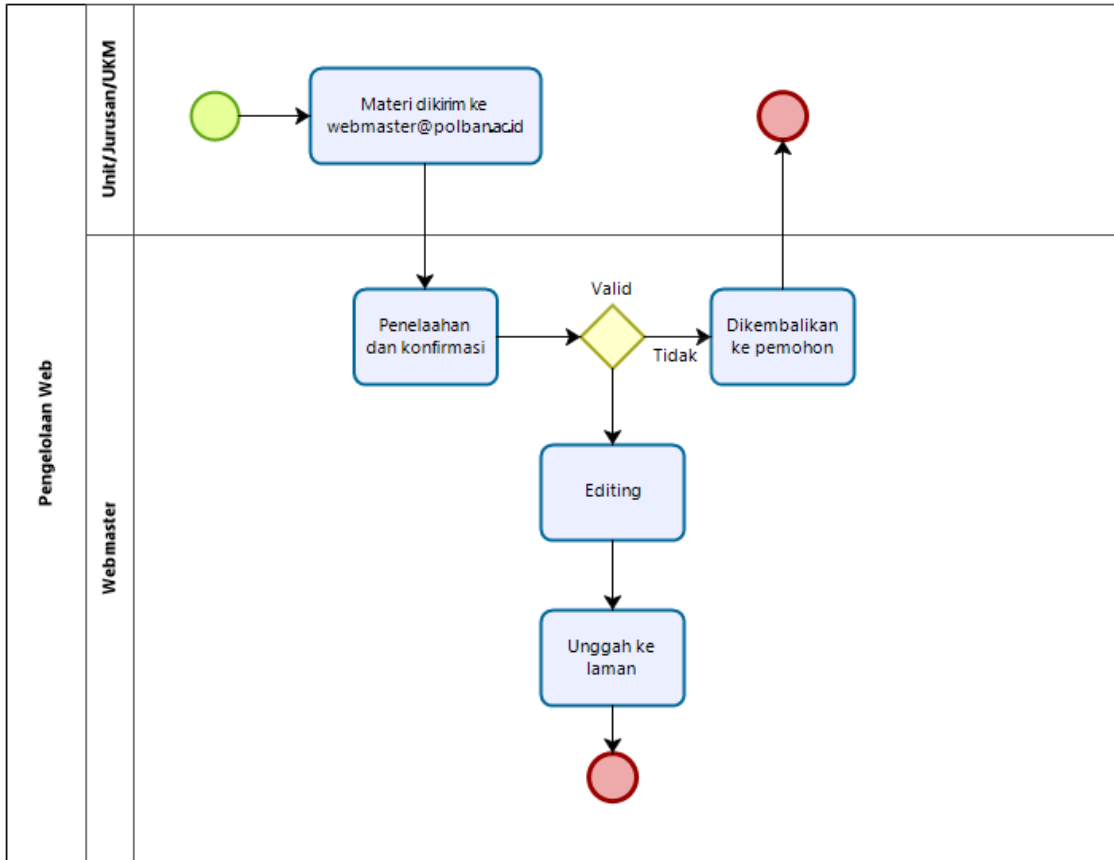 Pengelolaan Web
Unit/Jurusan/UKM
Materi dikirim ke
webmaster@polban.ac.id
Webmaster
Penelaahan
dan konfirmasi
Valid
Tidak
Dikembalikan
ke pemohon
Editing
Unggah ke
laman